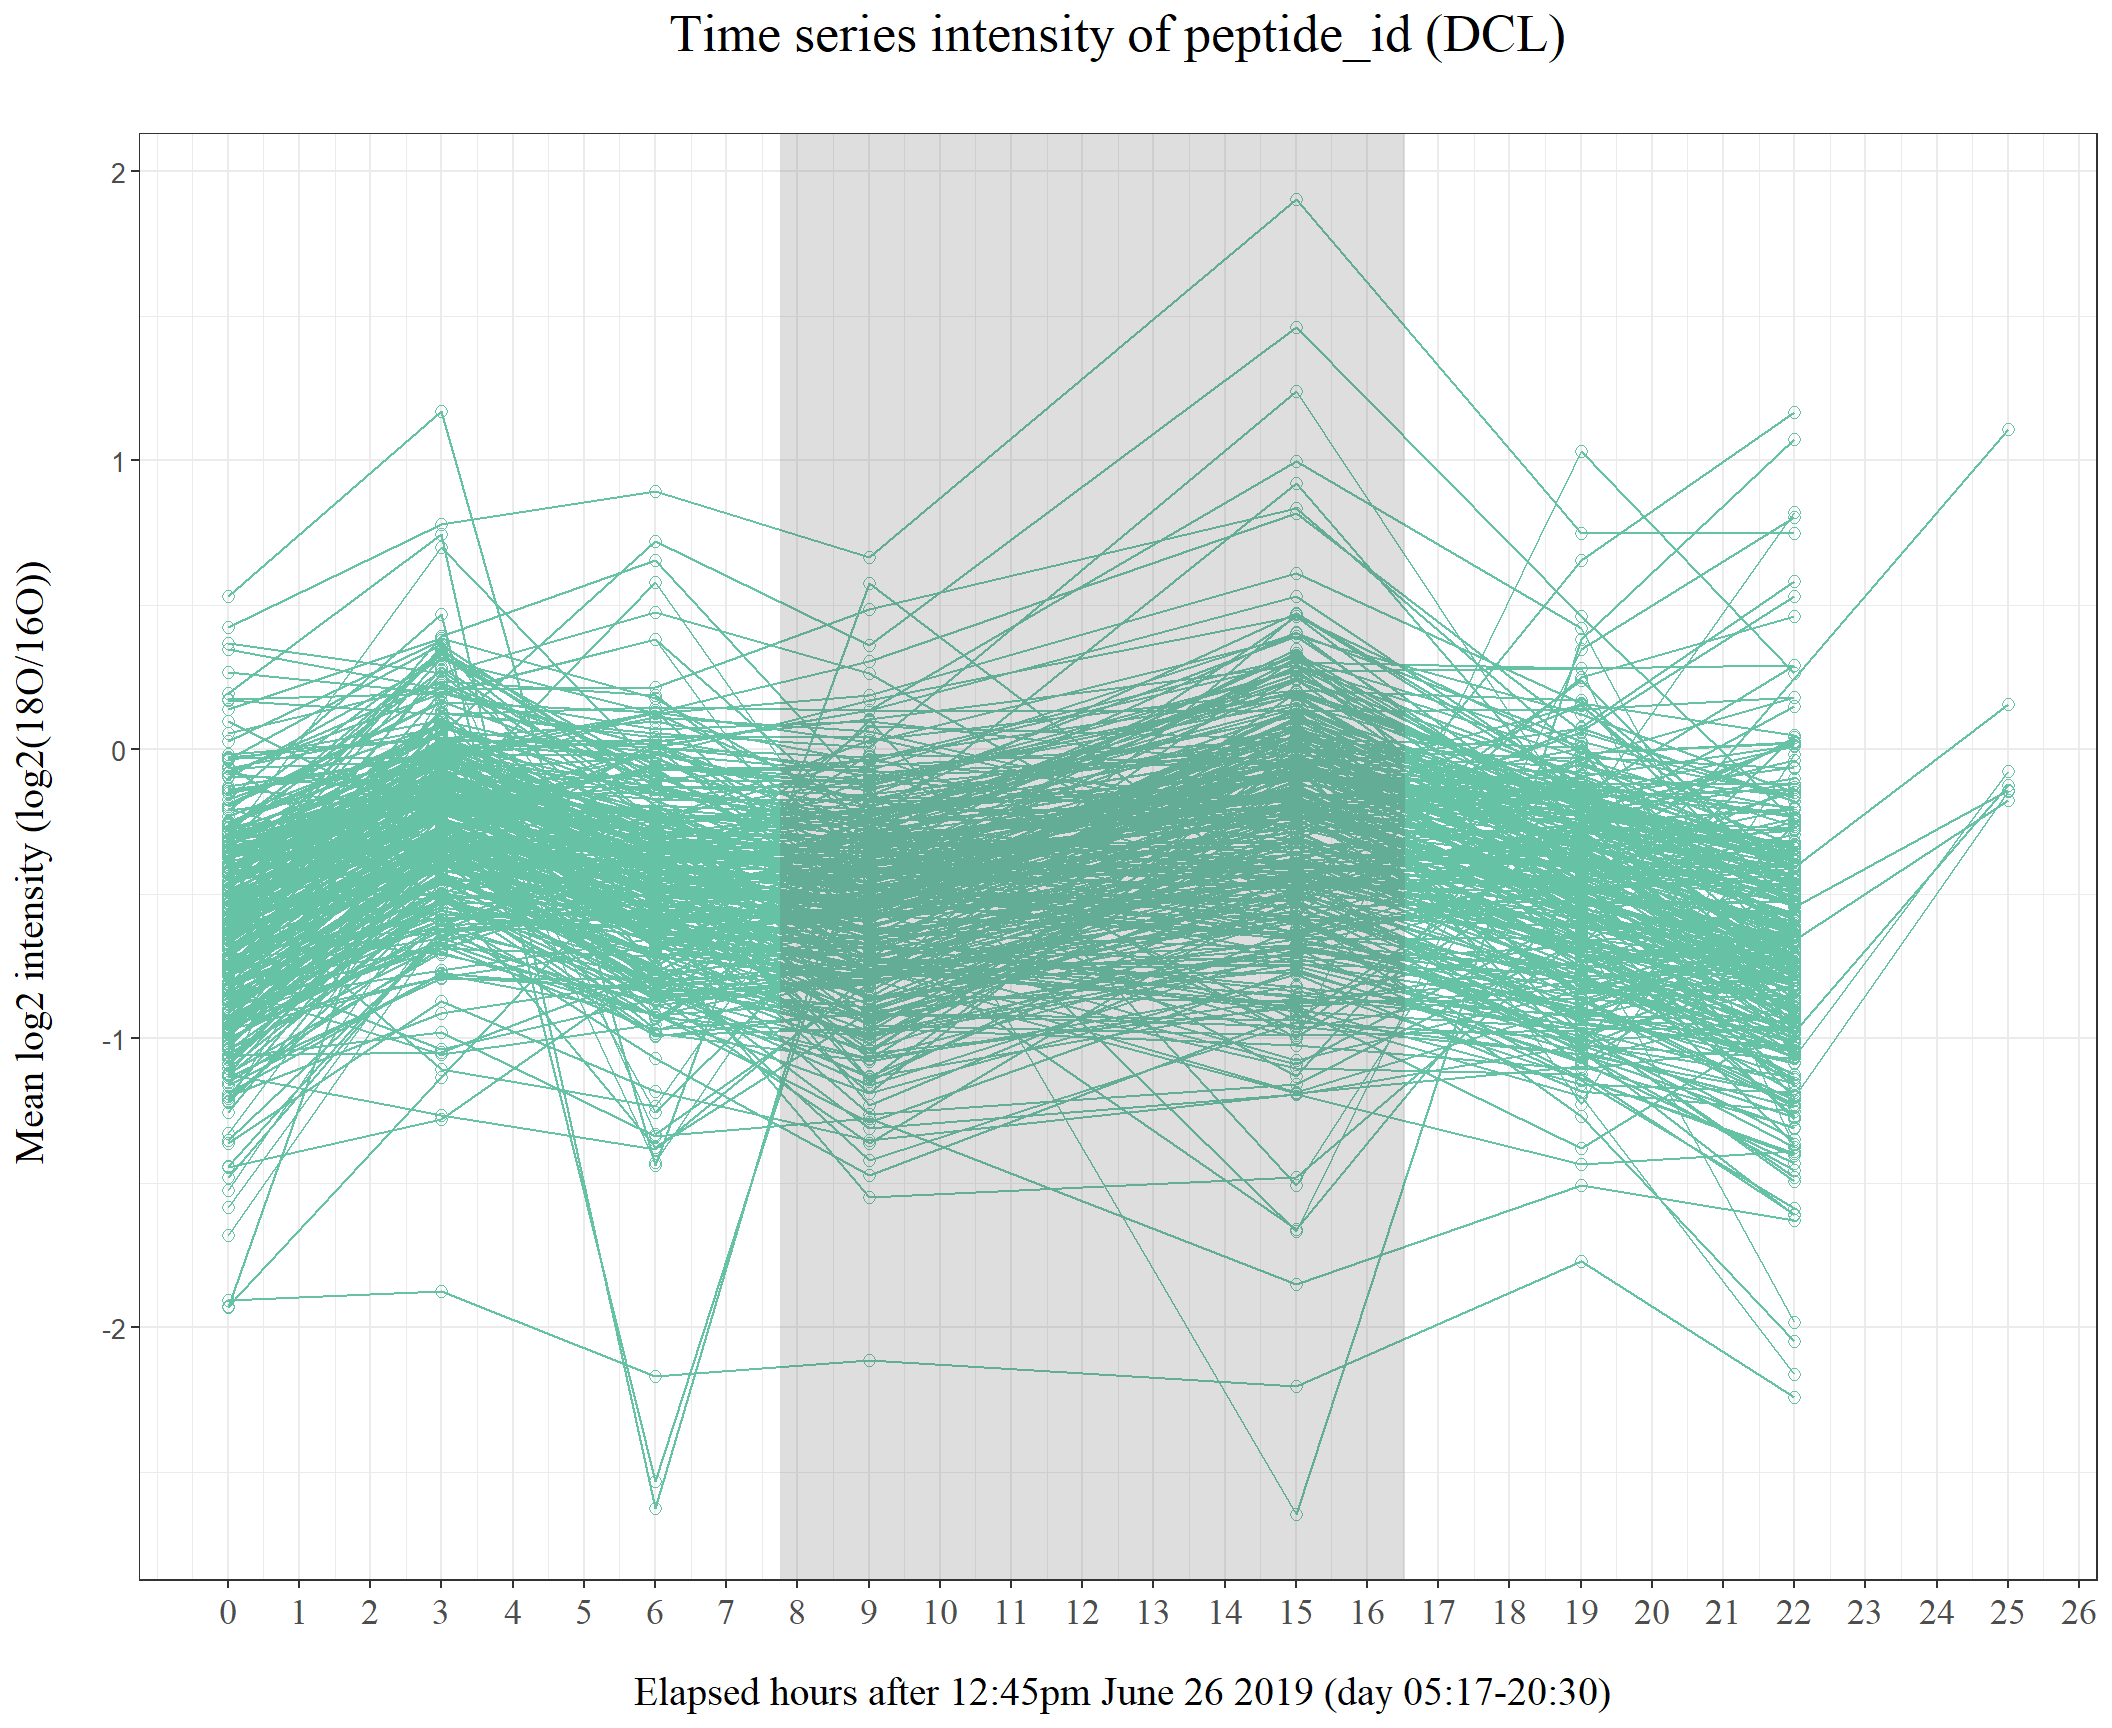 Time series intensity of peptide_id (DCL)
Mean log2 intensity (log2(18O/16O))
2
1
0
-1
-2
0 1 2 3 4 5 6 7 8 9 10 11 12 13 14 15 16 17 18 19 20 21 22 23 24 25 26
Elapsed hours after 12:45pm June 26 2019 (day 05:17-20:30)